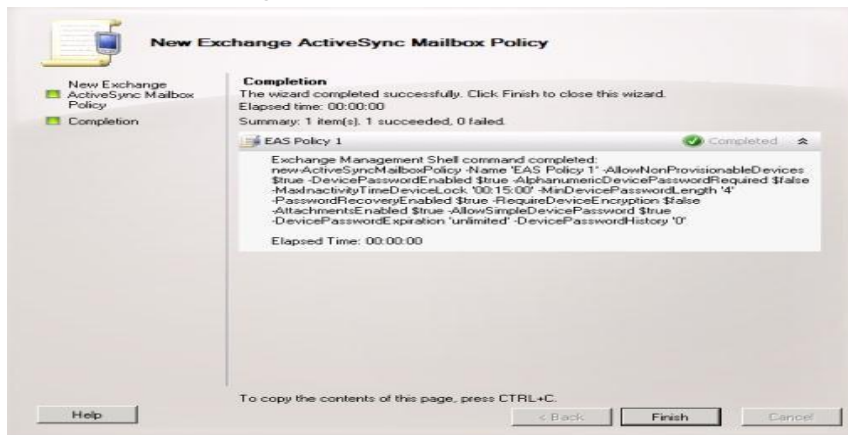 New Exchange ActiveSync Mailbox Policy
New Exchange
ActiveSync Mailbox
Policy
Completion
Completion
The wizard completed successfully. Click Finish to close this wizard.
Elapsed time: 00:00:00
Summary: 1 item(s). 1 succeeded, 0 failed.
EAS Policy 1
Completed
Exchange Management Shell command completed:
new-ActiveSyncMailboxPolicy -Name 'EAS Policy 1' -AllowNonProvisionableDevices
$true -DevicePasswordEnabled $true -AlphanumericDevicePasswordRequired $false
-MaxInactivityTimeDeviceLock '00:15:00' -MinDevicePasswordLength '4'
-PasswordRecoveryEnabled $true -RequireDeviceEncryption $false
-AttachmentsEnabled $true -AllowSimpleDevicePassword $true
-DevicePasswordExpiration 'unlimited' -DevicePasswordHistory '0'
Elapsed Time: 00:00:00
To copy the contents of this page, press CTRL+C.
Help
< Back
Finish
Cancel